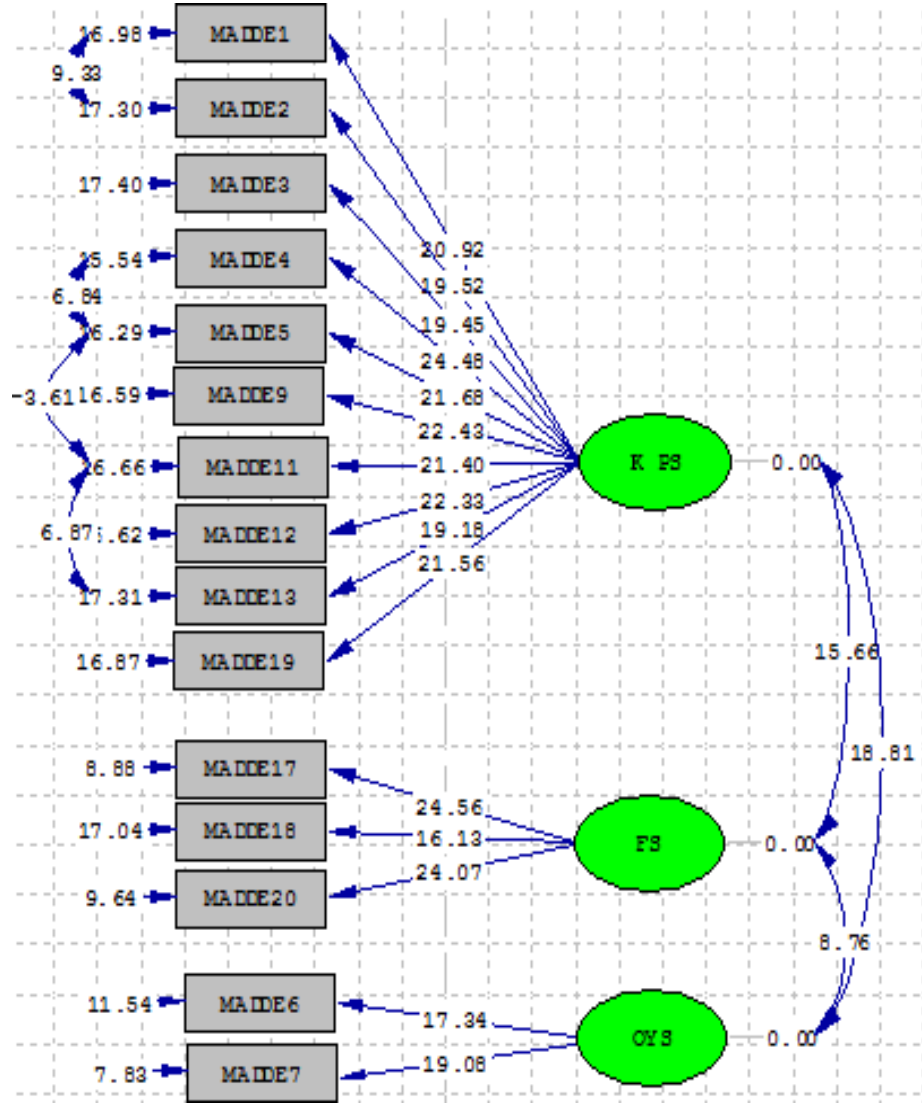 16.98 MADDE1
9.33
17.30 MADDE2
17.40 MADDE3
20.92
15.54 MADDE4
19.52
6.84
19.45
16.29 MADDE5
24.48
-3.61 16.59 MADDE9
21.68
22.43
MADDE11 21.40 K PS 0.00
22.33
6.87 MADDE12
19.18
21.56
17.31 MADDE13
16.87 MADDE19
15.66
18.81
8.88 MADDE17
24.56
17.04 MADDE18
16.13 FS 0.00
24.07
9.64 MADDE20
8.76
11.54 MADDE6
17.34
OYS 0.00
19.08
7.83 MADDE7